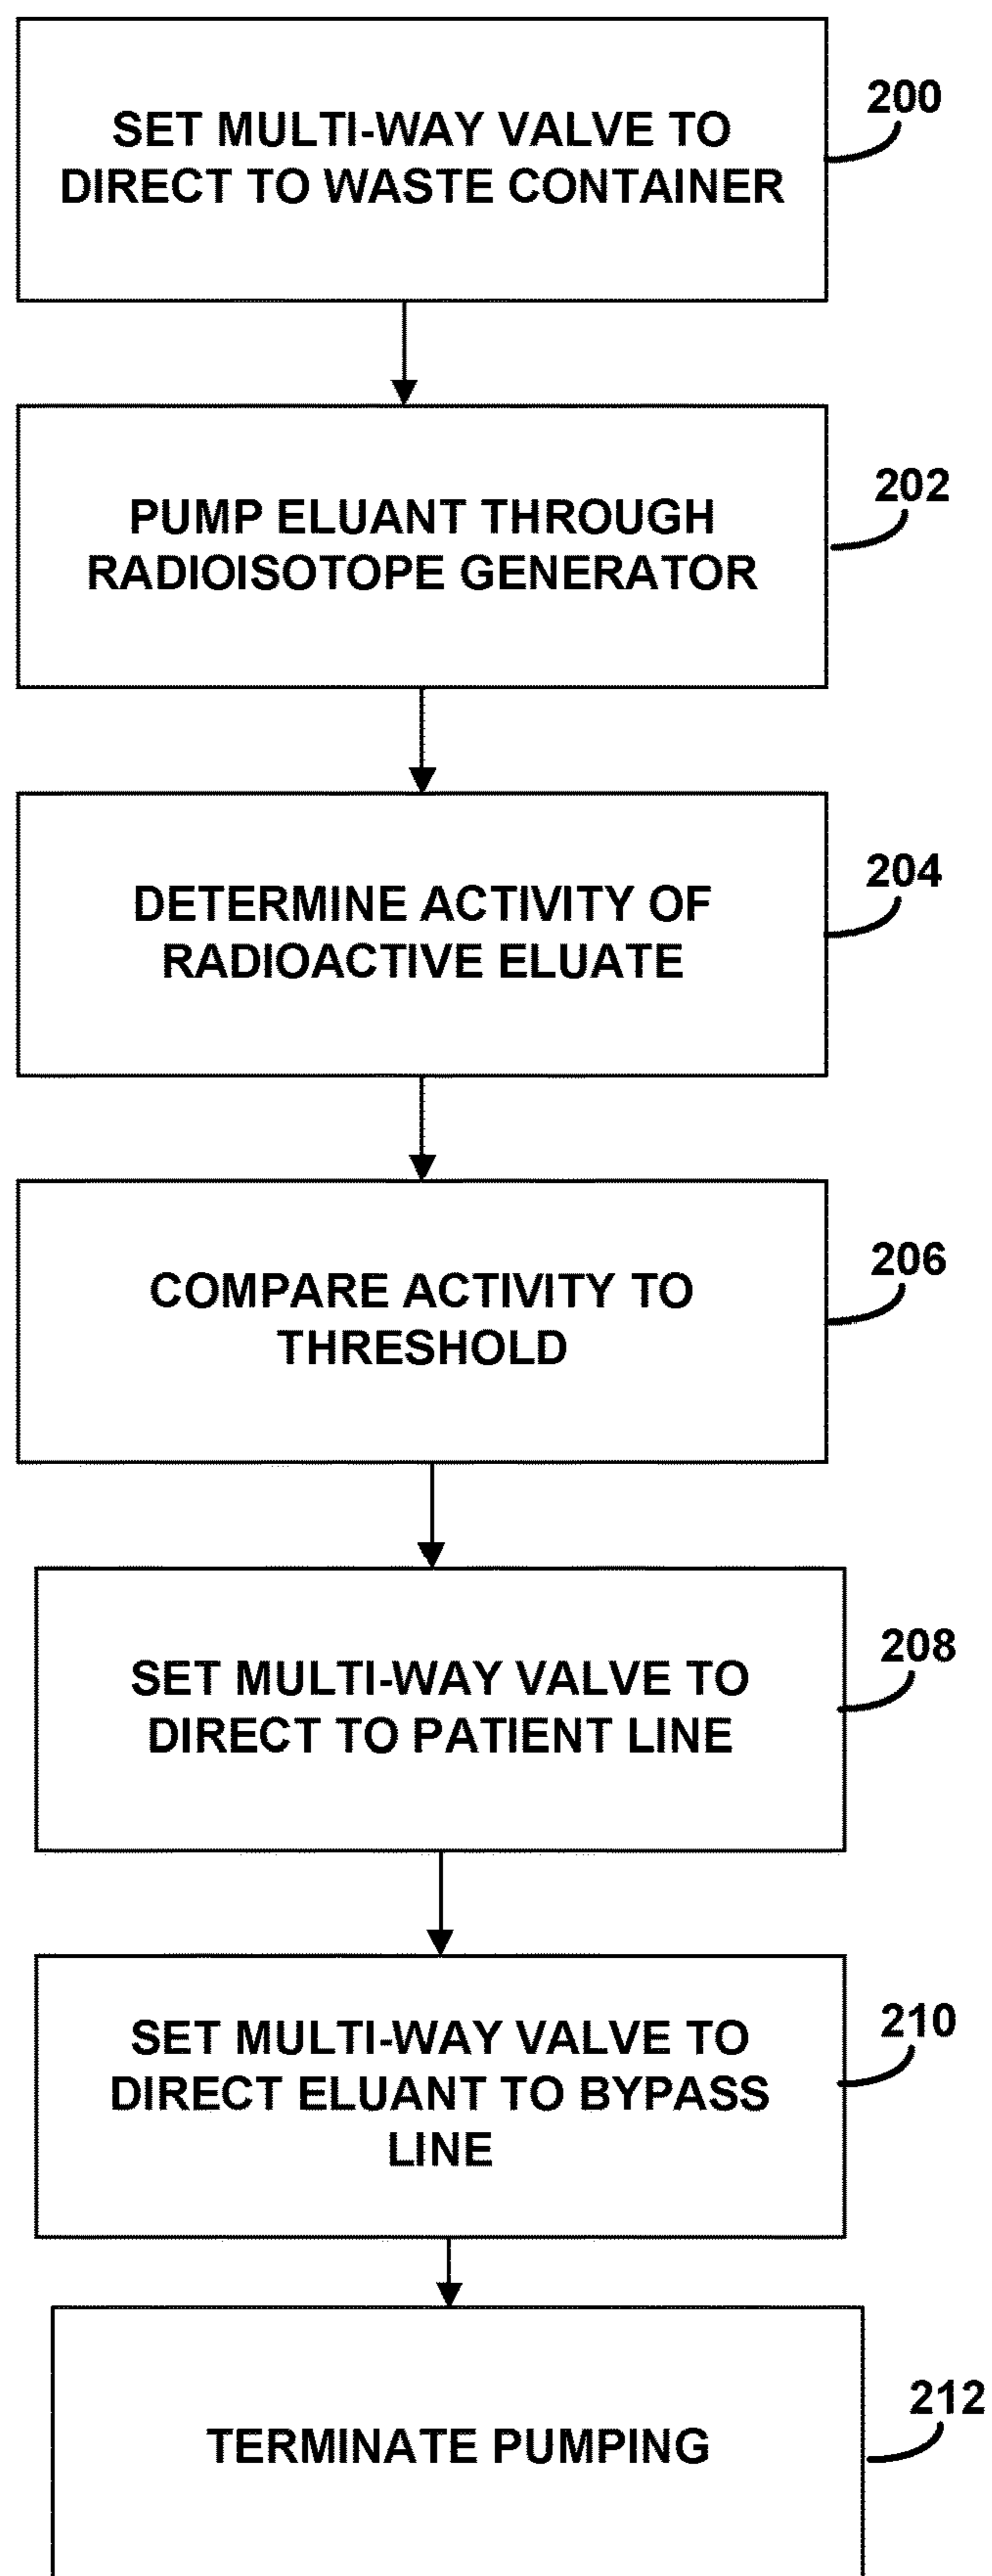 200
SET MULTI-WAY VALVE TO
DIRECT TO WASTE CONTAINER
202
PUMP ELUANT THROUGH
RADIOISOTOPE GENERATOR
204
DETERMINE ACTIVITY OF
RADIOACTIVE ELUATE
206
COMPARE ACTIVITY TO
THRESHOLD
208
SET MULTI-WAY VALVE TO
DIRECT TO PATIENT LINE
210
SET MULTI-WAY VALVE TO
DIRECT ELUANT TO BYPASS
LINE
212
TERMINATE PUMPING